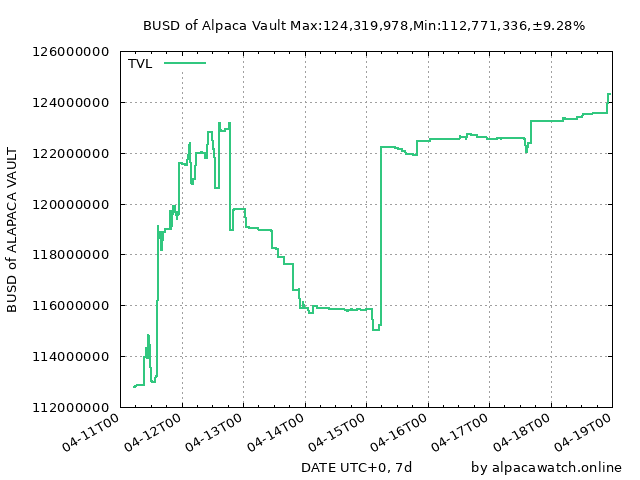 BUSD of Alpaca Vault Max:124,319,978,Min:112,771,336,±9.28%
126000000
TVL
124000000
122000000
120000000
118000000
116000000
114000000
112000000
BUSD of ALAPACA VAULT
04-11T00
04-12T00
04-13T00
04-14T00
04-15T00
04-16T00
04-17T00
04-18T00
04-19T00
DATE UTC+0, 7d
by alpacawatch.online